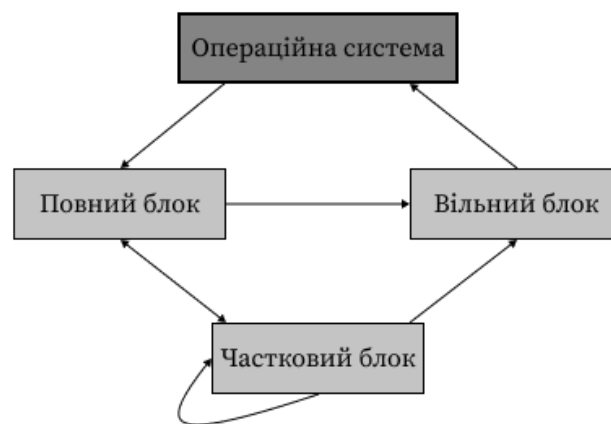 Операційна система
Повний блок
Вільний блок
Частковий блок